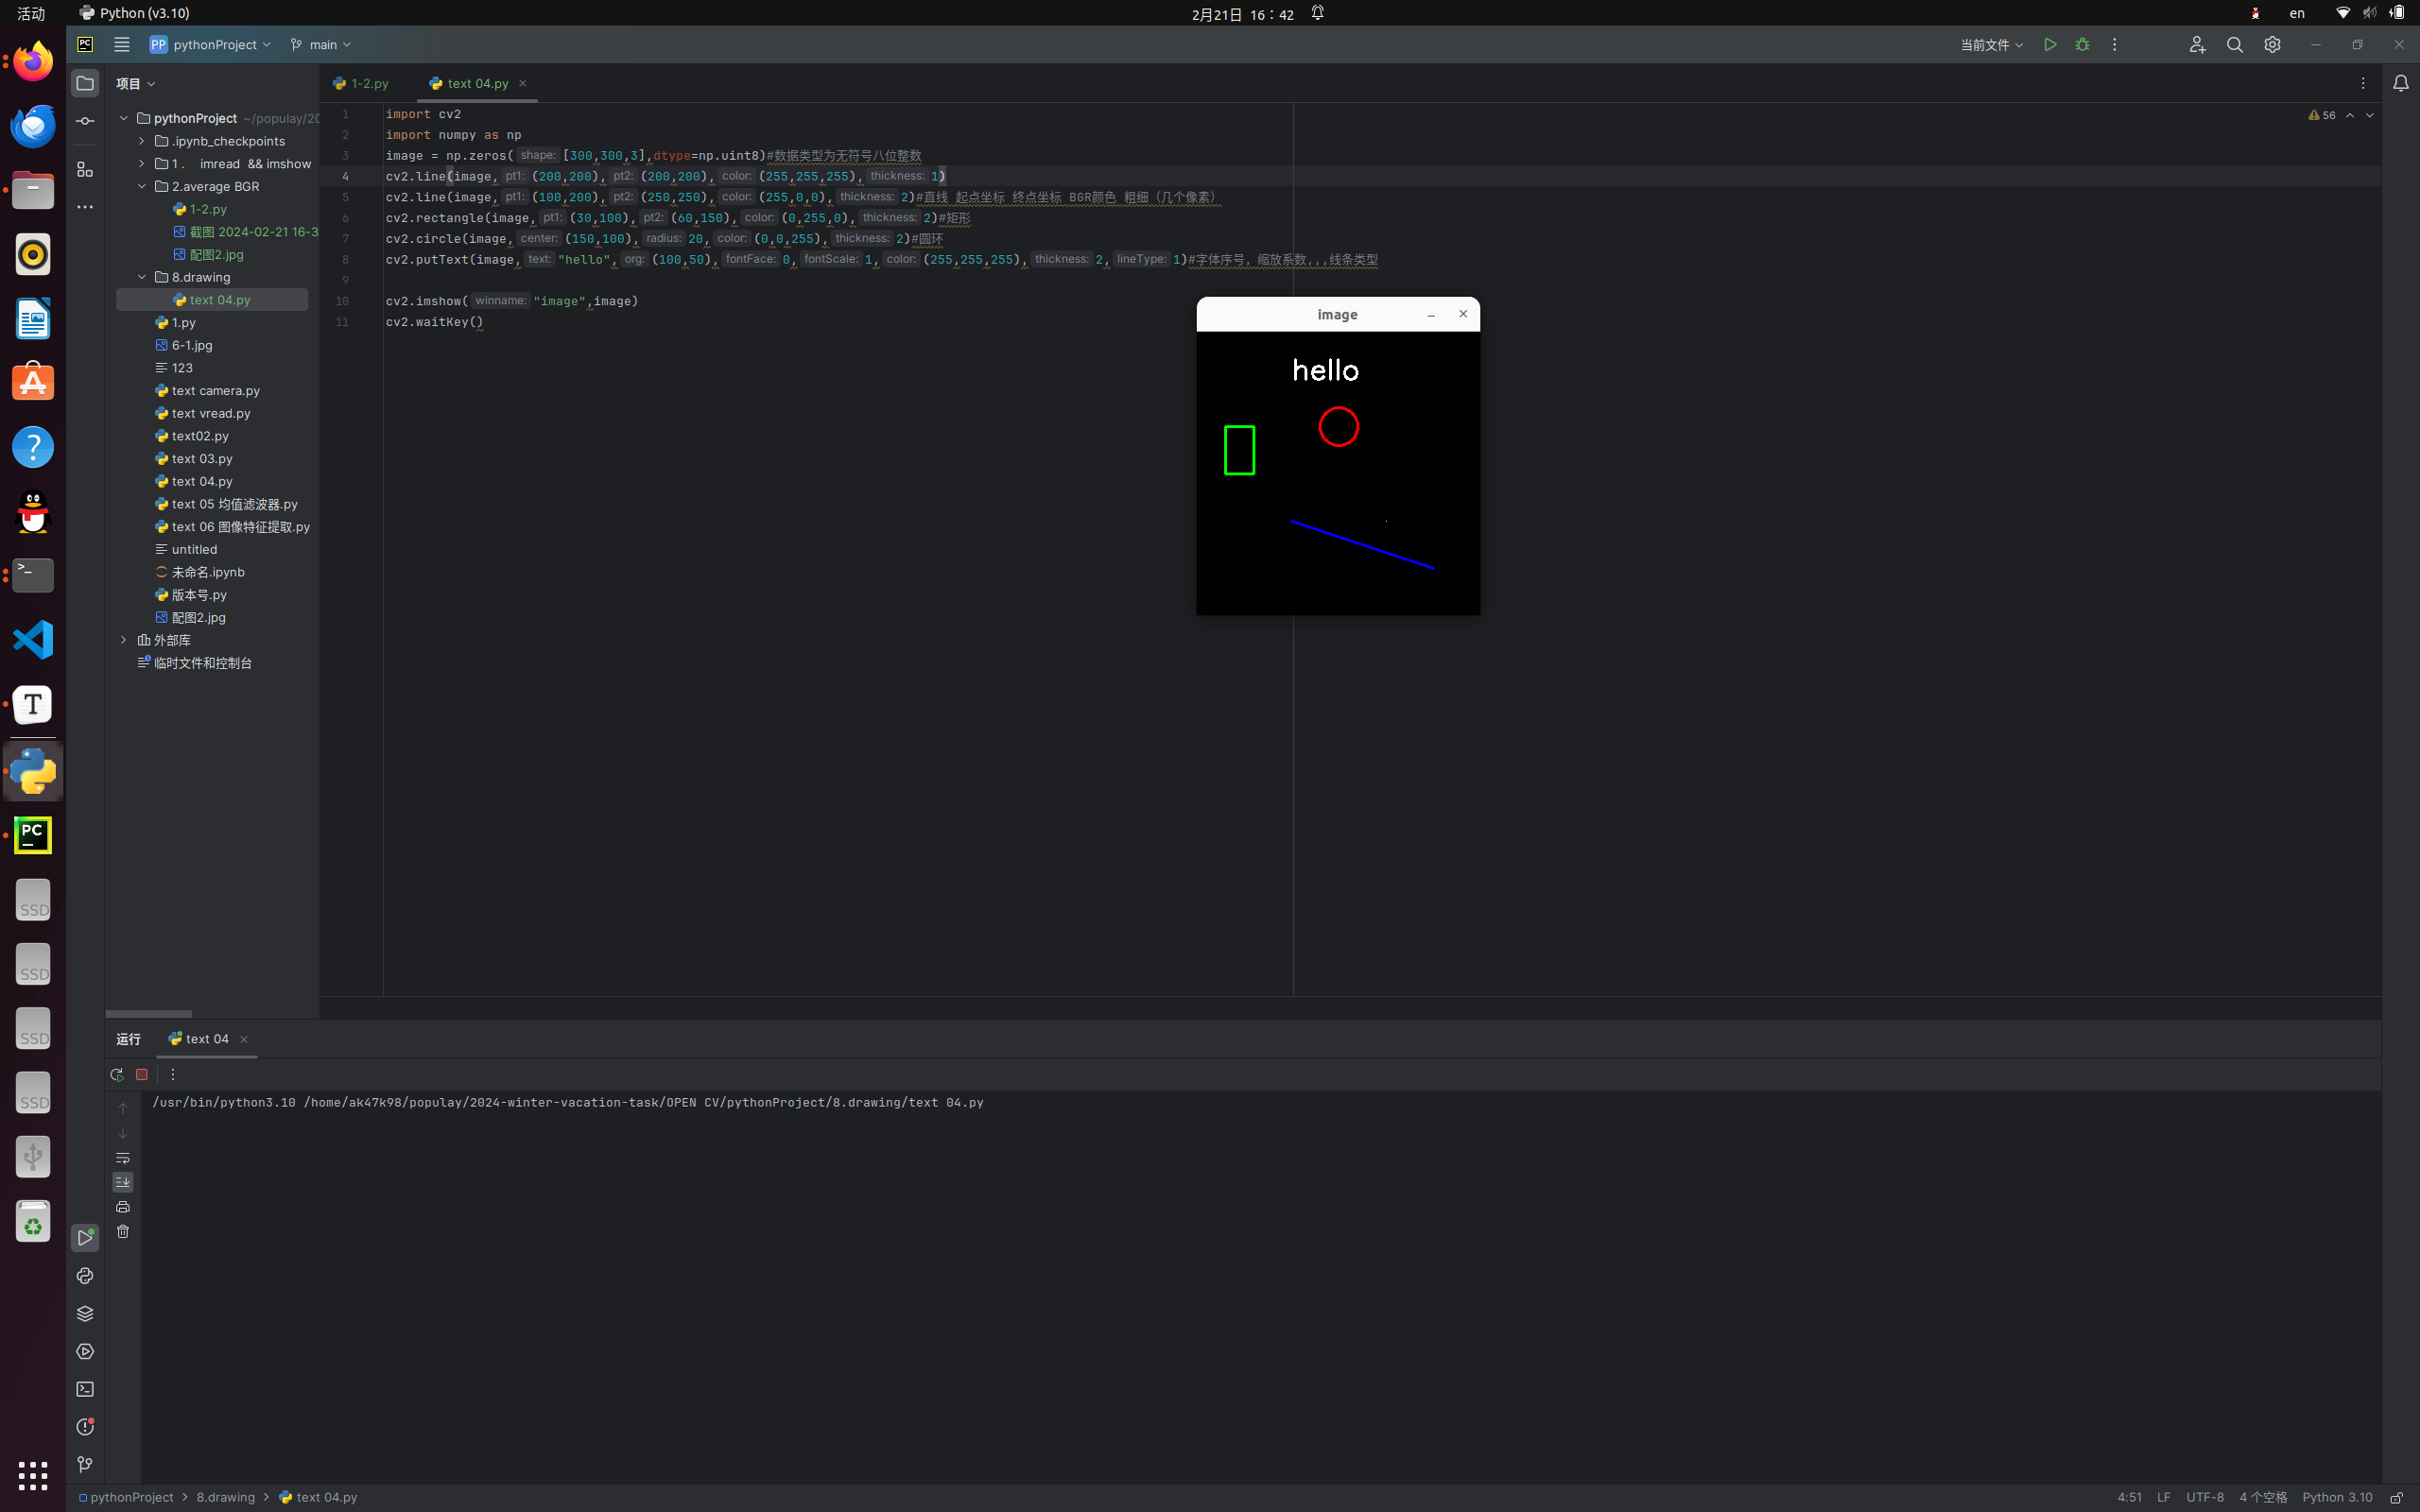 活动
Python (v3.10)
2月21日 16：42
en
PC
PP pythonProject
main
当前文件
项目
1-2.py
text 04.py
pythonProject ~/populay/20
.ipynb_checkpoints
1 . imread && imshow
2.average BGR
1-2.py
截图 2024-02-21 16-3
配图2.jpg
8.drawing
text 04.py
1.py
6-1.jpg
123
text camera.py
text vread.py
text02.py
text 03.py
text 04.py
text 05 均值滤波器.py
text 06 图像特征提取.py
untitled
未命名.ipynb
版本号.py
配图2.jpg
外部库
临时文件和控制台
56
1 import cv2
2 import numpy as np
3 image = np.zeros( shape: [300,300,3],dtype=np.uint8)#数据类型为无符号八位整数
4 cv2.line(image, pt1: (200,200), pt2: (200,200), color: (255,255,255), thickness: 1)
5 cv2.line(image, pt1: (100,200), pt2: (250,250), color: (255,0,0), thickness: 2)#直线 起点坐标 终点坐标 BGR颜色 粗细（几个像素）
6 cv2.rectangle(image, pt1: (30,100), pt2: (60,150), color: (0,255,0), thickness: 2)#矩形
7 cv2.circle(image, center: (150,100), radius: 20, color: (0,0,255), thickness: 2)#圆环
8 cv2.putText(image, text: "hello", org: (100,50), fontFace: 0, fontScale: 1, color: (255,255,255), thickness: 2, lineType: 1)#字体序号，缩放系数,,,线条类型
9
10 cv2.imshow( winname: "image",image)
11 cv2.waitKey()
image
hello
运行
text 04
/usr/bin/python3.10 /home/ak47k98/populay/2024-winter-vacation-task/OPEN CV/pythonProject/8.drawing/text 04.py
T
PC
SSD
SSD
SSD
SSD
pythonProject
8.drawing
text 04.py
4:51
LF
UTF-8
4 个空格
Python 3.10